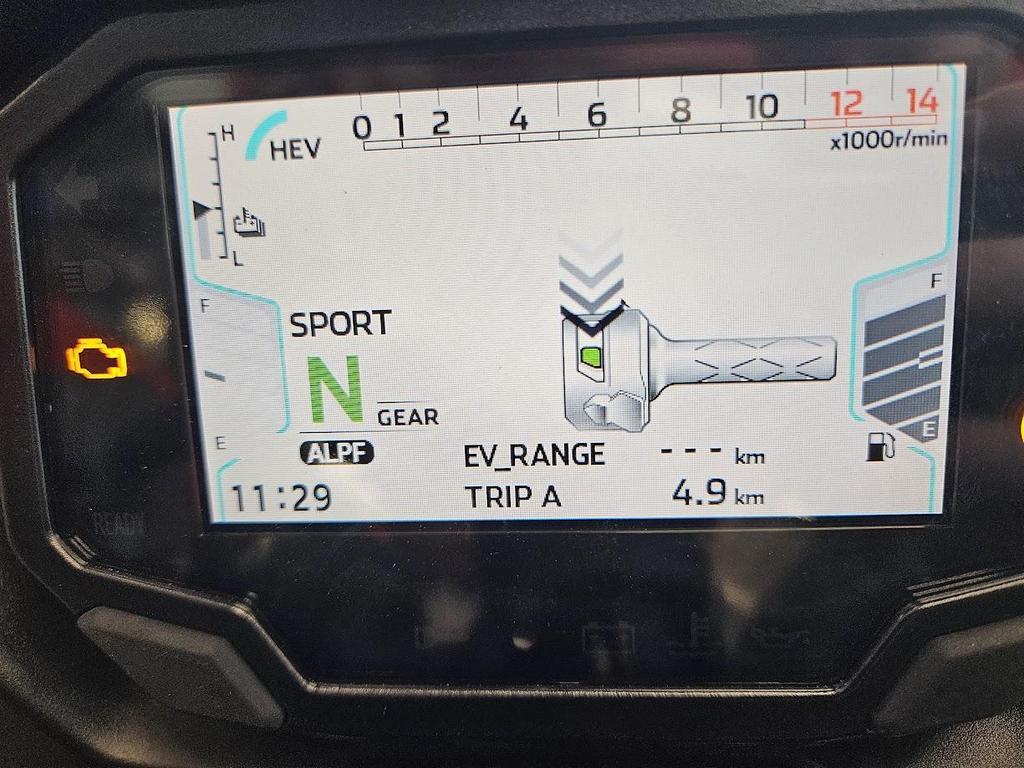 H
HEV
0 1 2 4 6 8 10 12 14
x1000r/min
L
F
F
SPORT
N
GEAR
E
E
ALPF
EV_RANGE --- km
11:29
TRIP A 4.9 km
READY